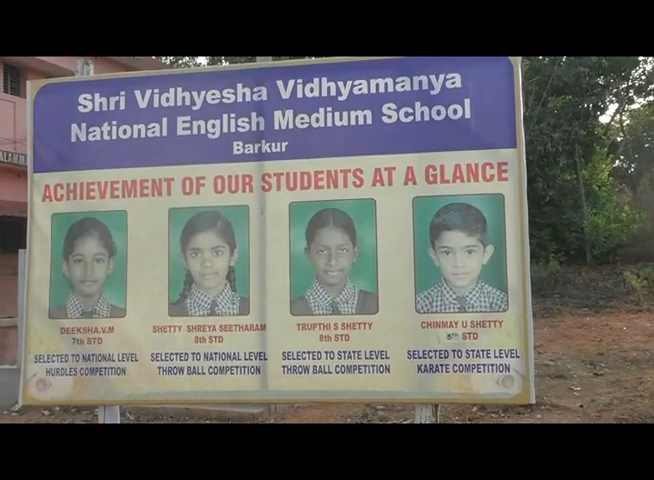 Shri Vidhyesha Vidhyamanya
National English Medium School
Barkur
ACHIEVEMENT OF OUR STUDENTS AT A GLANCE
DEEKSHA.V.M
7th STD
SELECTED TO NATIONAL LEVEL
HURDLES COMPETITION
SHETTY SHREYA SEETHARAM
8th STD
SELECTED TO NATIONAL LEVEL
THROW BALL COMPETITION
TRUPTHI S SHETTY
8th STD
SELECTED TO STATE LEVEL
THROW BALL COMPETITION
CHINMAY U SHETTY
STD
SELECTED TO STATE LEVEL
KARATE COMPETITION